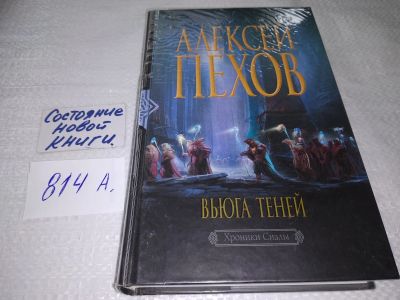 Состояние
новой
книги.
814 А.
АЛЕКСЕЙ
ПЕХОВ
ВЬЮГА ТЕНЕЙ
Хроники Сиалы